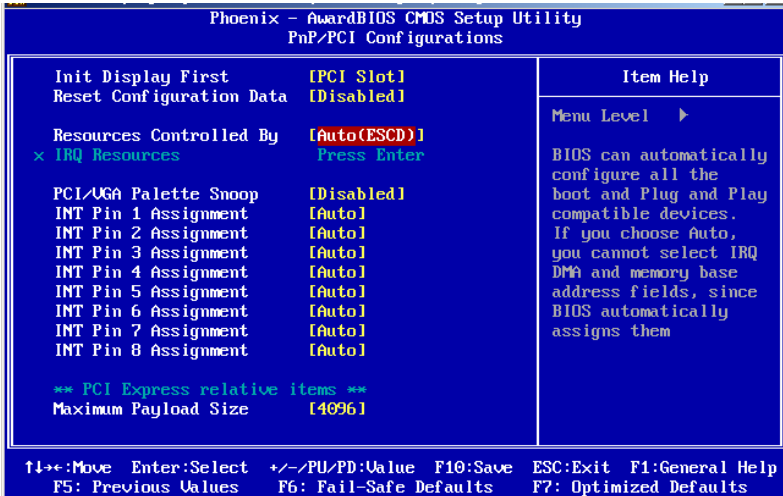 Phoenix - AwardBIOS CMOS Setup Utility
PnP/PCI Configurations
Init Display First [PCI Slot]
Reset Configuration Data [Disabled]
Resources Controlled By [Auto(ESCD)]
x IRQ Resources Press Enter
PCI/VGA Palette Snoop [Disabled]
INT Pin 1 Assignment [Auto]
INT Pin 2 Assignment [Auto]
INT Pin 3 Assignment [Auto]
INT Pin 4 Assignment [Auto]
INT Pin 5 Assignment [Auto]
INT Pin 6 Assignment [Auto]
INT Pin 7 Assignment [Auto]
INT Pin 8 Assignment [Auto]
** PCI Express relative items **
Maximum Payload Size [4096]
Item Help
Menu Level ▶
BIOS can automatically
configure all the
boot and Plug and Play
compatible devices.
If you choose Auto,
you cannot select IRQ
DMA and memory base
address fields, since
BIOS automatically
assigns them
↑↓→←:Move Enter:Select +/-/PU/PD:Value F10:Save ESC:Exit F1:General Help
F5: Previous Values F6: Fail-Safe Defaults F7: Optimized Defaults